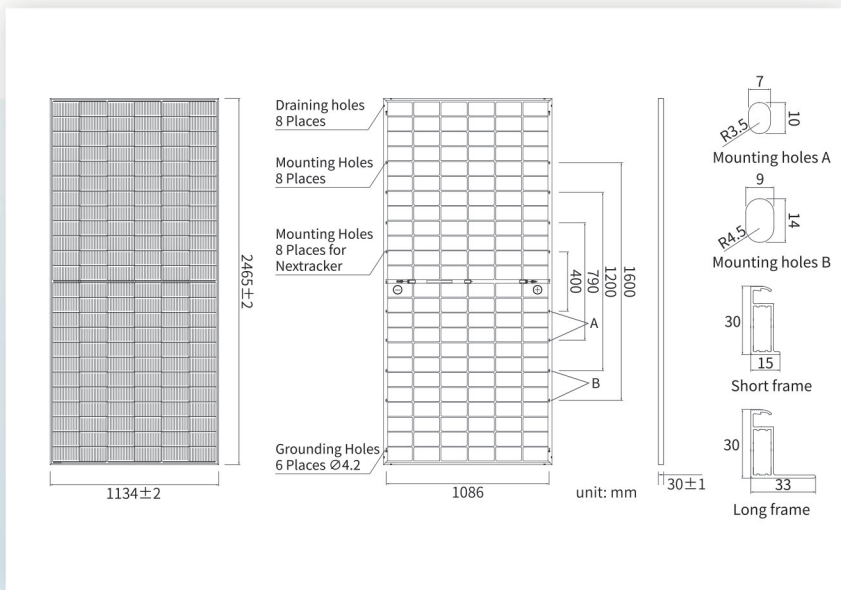 Draining holes
8 Places
Mounting Holes
8 Places
Mounting Holes
8 Places for
Nextracker
Grounding Holes
6 Places Ø4.2
2465±2
1134±2
400
790
1200
1600
A
B
1086
unit: mm
30±1
7
10
R3.5
Mounting holes A
9
14
R4.5
Mounting holes B
30
15
Short frame
30
33
Long frame